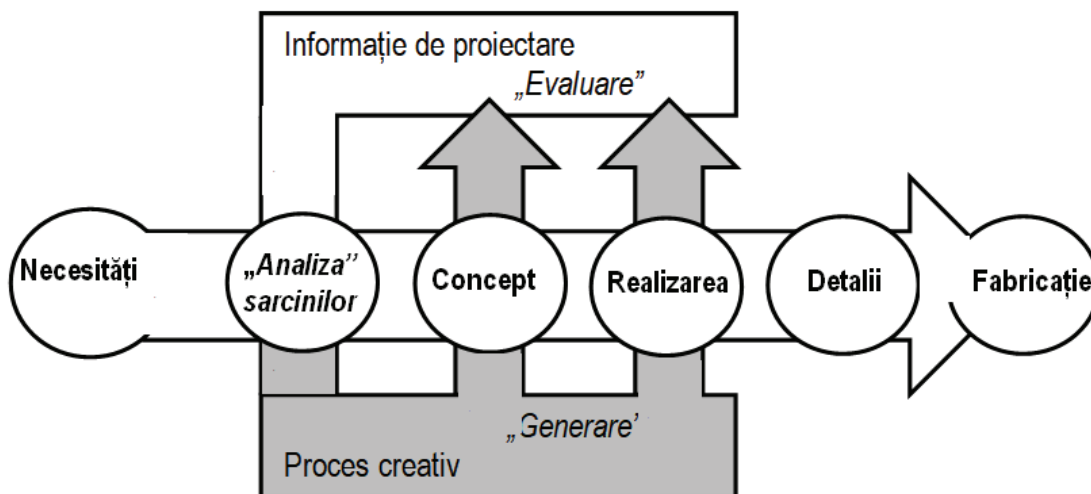 Informație de proiectare
„Evaluare”
Necesități
„Analiza”
sarcinilor
Concept
Realizarea
Detalii
Fabricație
„Generare’
Proces creativ